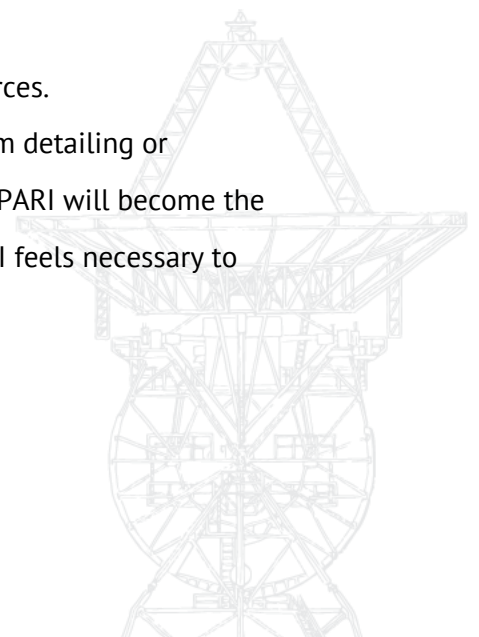 rces.
m detailing or
PARI will become the
I feels necessary to